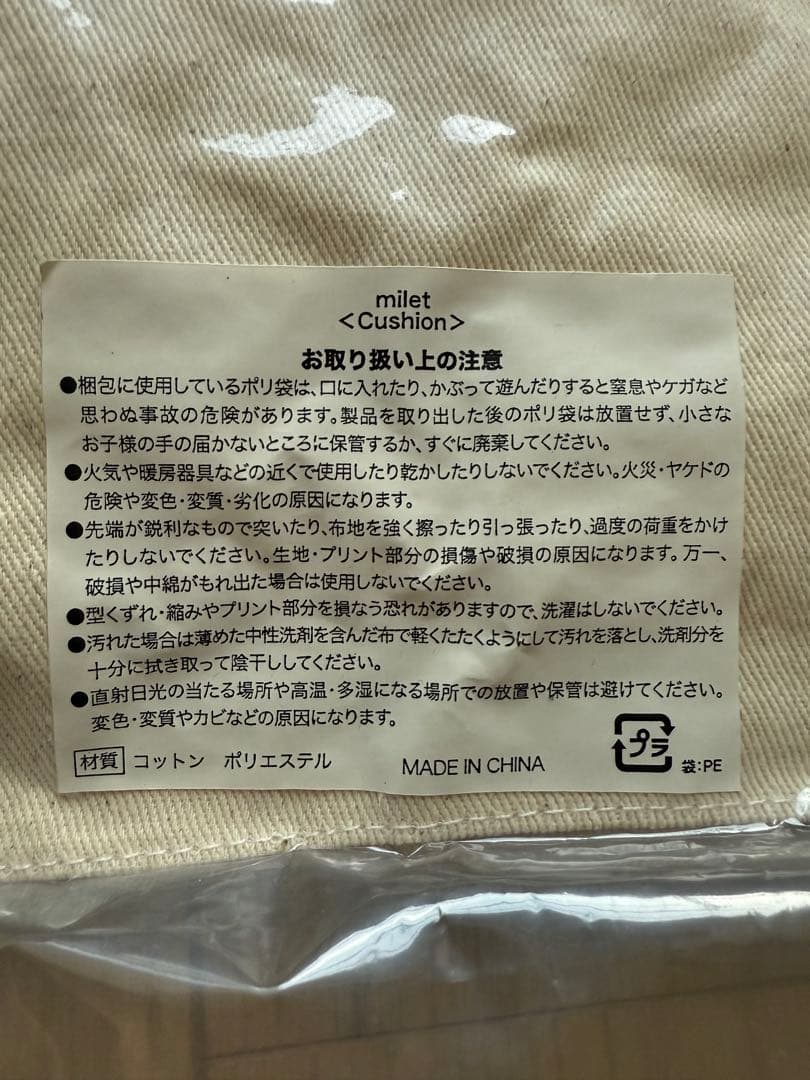 milet
<Cushion>
お取り扱い上の注意
●梱包に使用しているポリ袋は、口に入れたり、かぶって遊んだりすると窒息やケガなど
思わぬ事故の危険があります。製品を取り出した後のポリ袋は放置せず、小さな
お子様の手の届かないところに保管するか、すぐに廃棄してください。
●火気や暖房器具などの近くで使用したり乾かしたりしないでください。火災・ヤケドの
危険や変色・変質・劣化の原因になります。
●先端が鋭利なもので突いたり、布地を強く擦ったり引っ張ったり、過度の荷重をかけ
たりしないでください。生地・プリント部分の損傷や破損の原因になります。万一、
破損や中綿がもれ出た場合は使用しないでください。
●型くずれ・縮みやプリント部分を損なう恐れがありますので、洗濯はしないでください。
●汚れた場合は薄めた中性洗剤を含んだ布で軽くたたくようにして汚れを落とし、洗剤分を
十分に拭き取って陰干ししてください。
●直射日光の当たる場所や高温・多湿になる場所での放置や保管は避けてください。
変色・変質やカビなどの原因になります。
材質 コットン ポリエステル MADE IN CHINA プラ 袋:PE